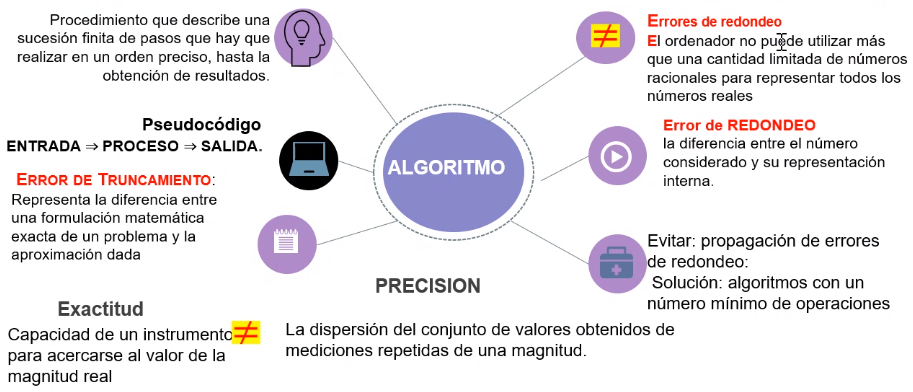 Procedimiento que describe una
sucesión finita de pasos que hay que
realizar en un orden preciso, hasta la
obtención de resultados.
Pseudocódigo
ENTRADA ⇒ PROCESO ⇒ SALIDA.
ERROR DE TRUNCAMIENTO:
Representa la diferencia entre
una formulación matemática
exacta de un problema y la
aproximación dada
ALGORITMO
≠
Errores de redondeo
El ordenador no puede utilizar más
que una cantidad limitada de números
racionales para representar todos los
números reales
Error de REDONDEO
la diferencia entre el número
considerado y su representación
interna.
Evitar: propagación de errores
de redondeo:
Solución: algoritmos con un
número mínimo de operaciones
Exactitud
Capacidad de un instrumento
para acercarse al valor de la
magnitud real
≠
PRECISION
La dispersión del conjunto de valores obtenidos de
mediciones repetidas de una magnitud.